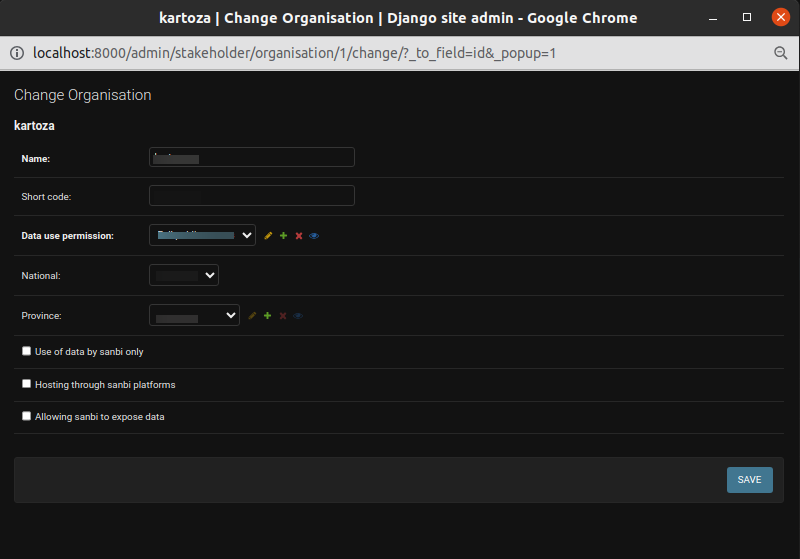 kartoza | Change Organisation | Django site admin - Google Chrome
localhost:8000/admin/stakeholder/organisation/1/change/?_to_field=id&_popup=1
Change Organisation
kartoza
Name:
Short code:
Data use permission:
National:
Province:
Use of data by sanbi only
Hosting through sanbi platforms
Allowing sanbi to expose data
SAVE